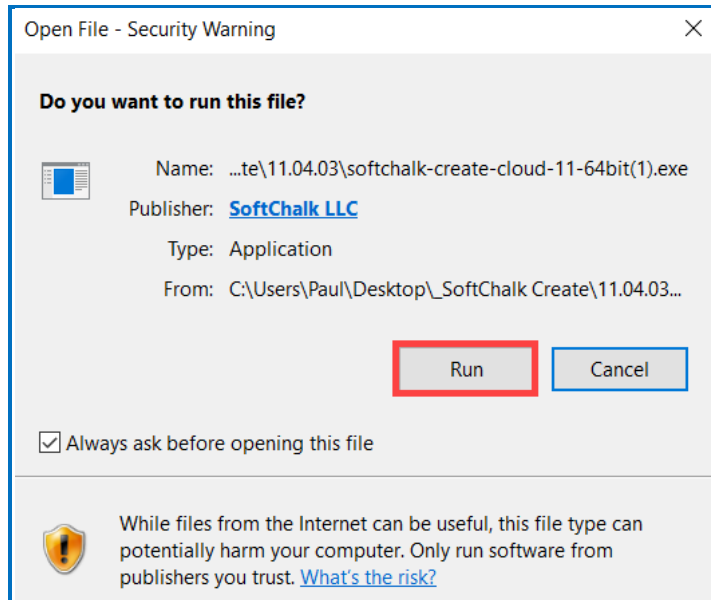 Open File - Security Warning
Do you want to run this file?
Name: ...te\11.04.03\softchalk-create-cloud-11-64bit(1).exe
Publisher: SoftChalk LLC
Type: Application
From: C:\Users\Paul\Desktop\_SoftChalk Create\11.04.03...
Run Cancel
Always ask before opening this file
While files from the Internet can be useful, this file type can
potentially harm your computer. Only run software from
publishers you trust. What's the risk?